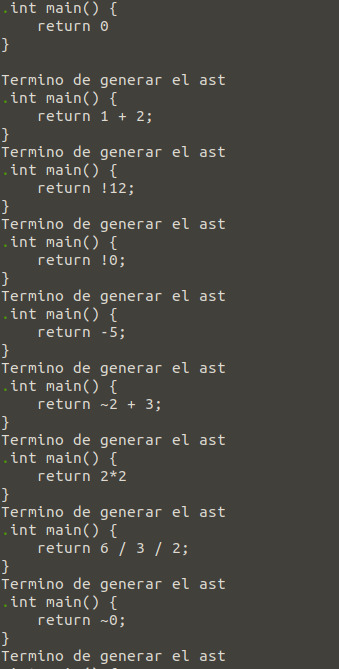 .int main() {
    return 0
}

Termino de generar el ast
.int main() {
    return 1 + 2;
}
Termino de generar el ast
.int main() {
    return !12;
}
Termino de generar el ast
.int main() {
    return !0;
}
Termino de generar el ast
.int main() {
    return -5;
}
Termino de generar el ast
.int main() {
    return ~2 + 3;
}
Termino de generar el ast
.int main() {
    return 2*2
}
Termino de generar el ast
.int main() {
    return 6 / 3 / 2;
}
Termino de generar el ast
.int main() {
    return ~0;
}
Termino de generar el ast